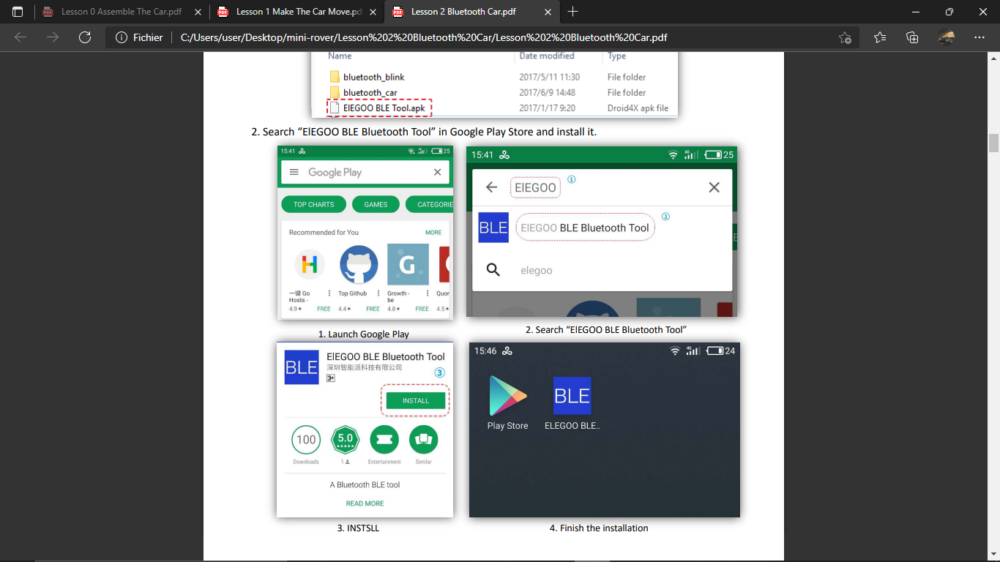 Lesson 0 Assemble The Car.pdf
Lesson 1 Make The Car Move.pd
Lesson 2 Bluetooth Car.pdf
Fichier
C:/Users/user/Desktop/mini-rover/Lesson%202%20Bluetooth%20Car/Lesson%202%20Bluetooth%20Car.pdf
Name Date modified Type
bluetooth_blink 2017/5/11 11:30 File folder
bluetooth_car 2017/6/9 14:48 File folder
ElEGOO BLE Tool.apk 2017/1/17 9:20 Droid4X apk file
2. Search “ElEGOO BLE Bluetooth Tool” in Google Play Store and install it.
15:41 4G 25
Google Play
TOP CHARTS GAMES CATEGORIE
Recommended for You MORE
H
G
一键 Go Hosts -
Top Github
Growth - be
Quor
4.9★ FREE 4.4★ FREE 4.8★ FREE 4.5★
1. Launch Google Play
15:41 4G 25
ElEGOO ①
BLE ElEGOO BLE Bluetooth Tool ②
elegoo
2. Search “ElEGOO BLE Bluetooth Tool”
BLE
ElEGOO BLE Bluetooth Tool
深圳智能派科技有限公司
3+
③
INSTALL
100 5.0
Downloads 1 Entertainment Similar
A Bluetooth BLE tool
READ MORE
3. INSTSLL
15:46 4G 24
BLE
Play Store ELEGOO BLE..
4. Finish the installation